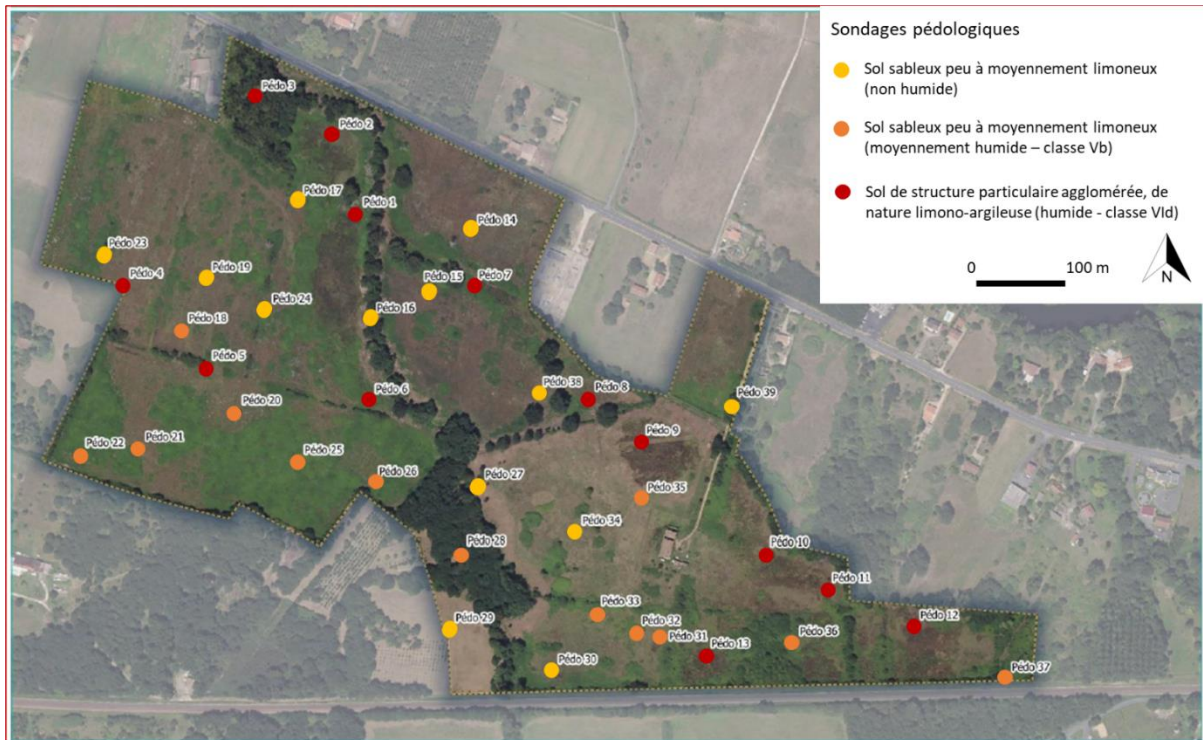 Sondages pédologiques
Sol sableux peu à moyennement limoneux
(non humide)
Sol sableux peu à moyennement limoneux
(moyennement humide – classe Vb)
Sol de structure particulaire agglomérée, de
nature limono-argileuse (humide - classe VId)
0 100 m
N
Pédo 3
Pédo 2
Pédo 17
Pédo 1
Pédo 14
Pédo 23
Pédo 4
Pédo 19
Pédo 15
Pédo 7
Pédo 24
Pédo 16
Pédo 18
Pédo 5
Pédo 6
Pédo 38
Pédo 8
Pédo 39
Pédo 20
Pédo 9
Pédo 22
Pédo 21
Pédo 25
Pédo 26
Pédo 27
Pédo 35
Pédo 34
Pédo 28
Pédo 10
Pédo 11
Pédo 33
Pédo 29
Pédo 32
Pédo 31
Pédo 36
Pédo 12
Pédo 13
Pédo 30
Pédo 37